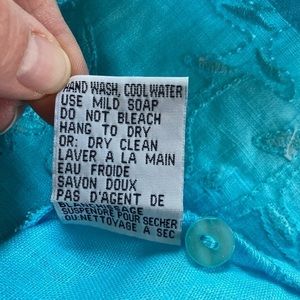 HAND WASH, COOL WATER
USE MILD SOAP
DO NOT BLEACH
HANG TO DRY
OR: DRY CLEAN
LAVER A LA MAIN
EAU FROIDE
SAVON DOUX
PAS D'AGENT DE
BLANCHISSAGE
SUSPENDRE POUR SECHER
OU:NETTOYAGE A SEC